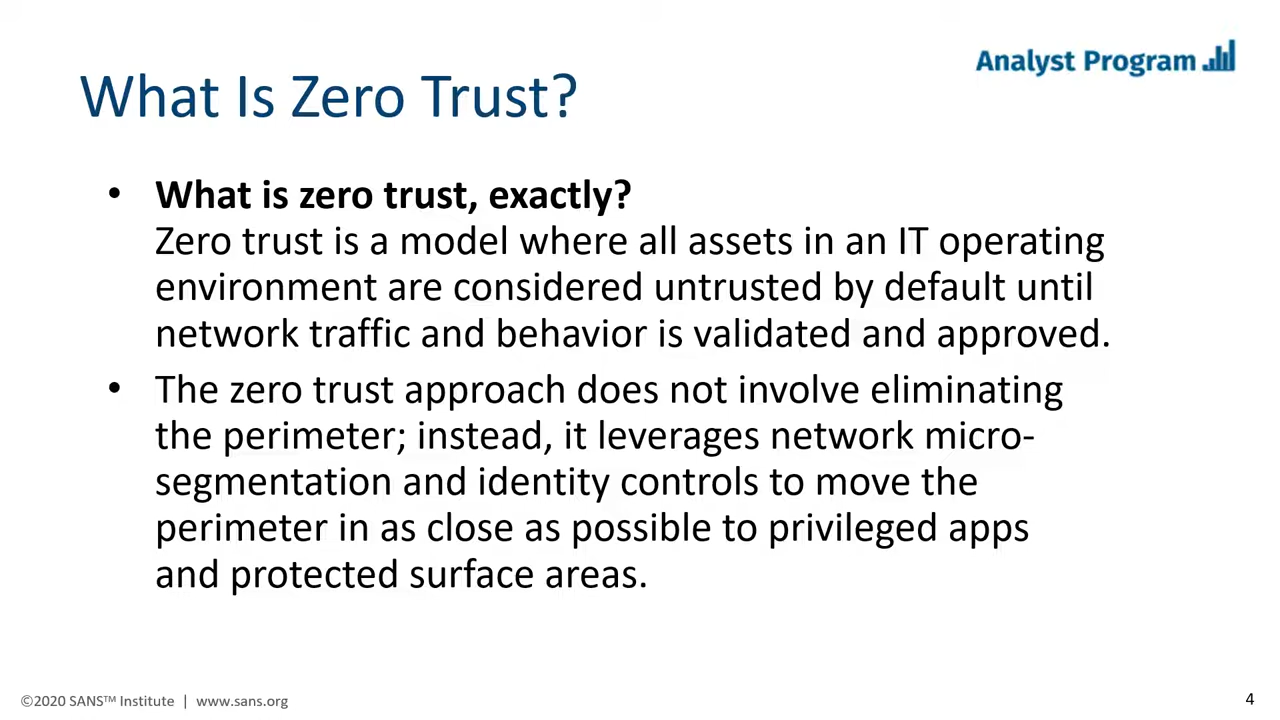 Analyst Program
What Is Zero Trust?
• What is zero trust, exactly?
Zero trust is a model where all assets in an IT operating
environment are considered untrusted by default until
network traffic and behavior is validated and approved.
• The zero trust approach does not involve eliminating
the perimeter; instead, it leverages network micro-
segmentation and identity controls to move the
perimeter in as close as possible to privileged apps
and protected surface areas.
©2020 SANS™ Institute | www.sans.org
4